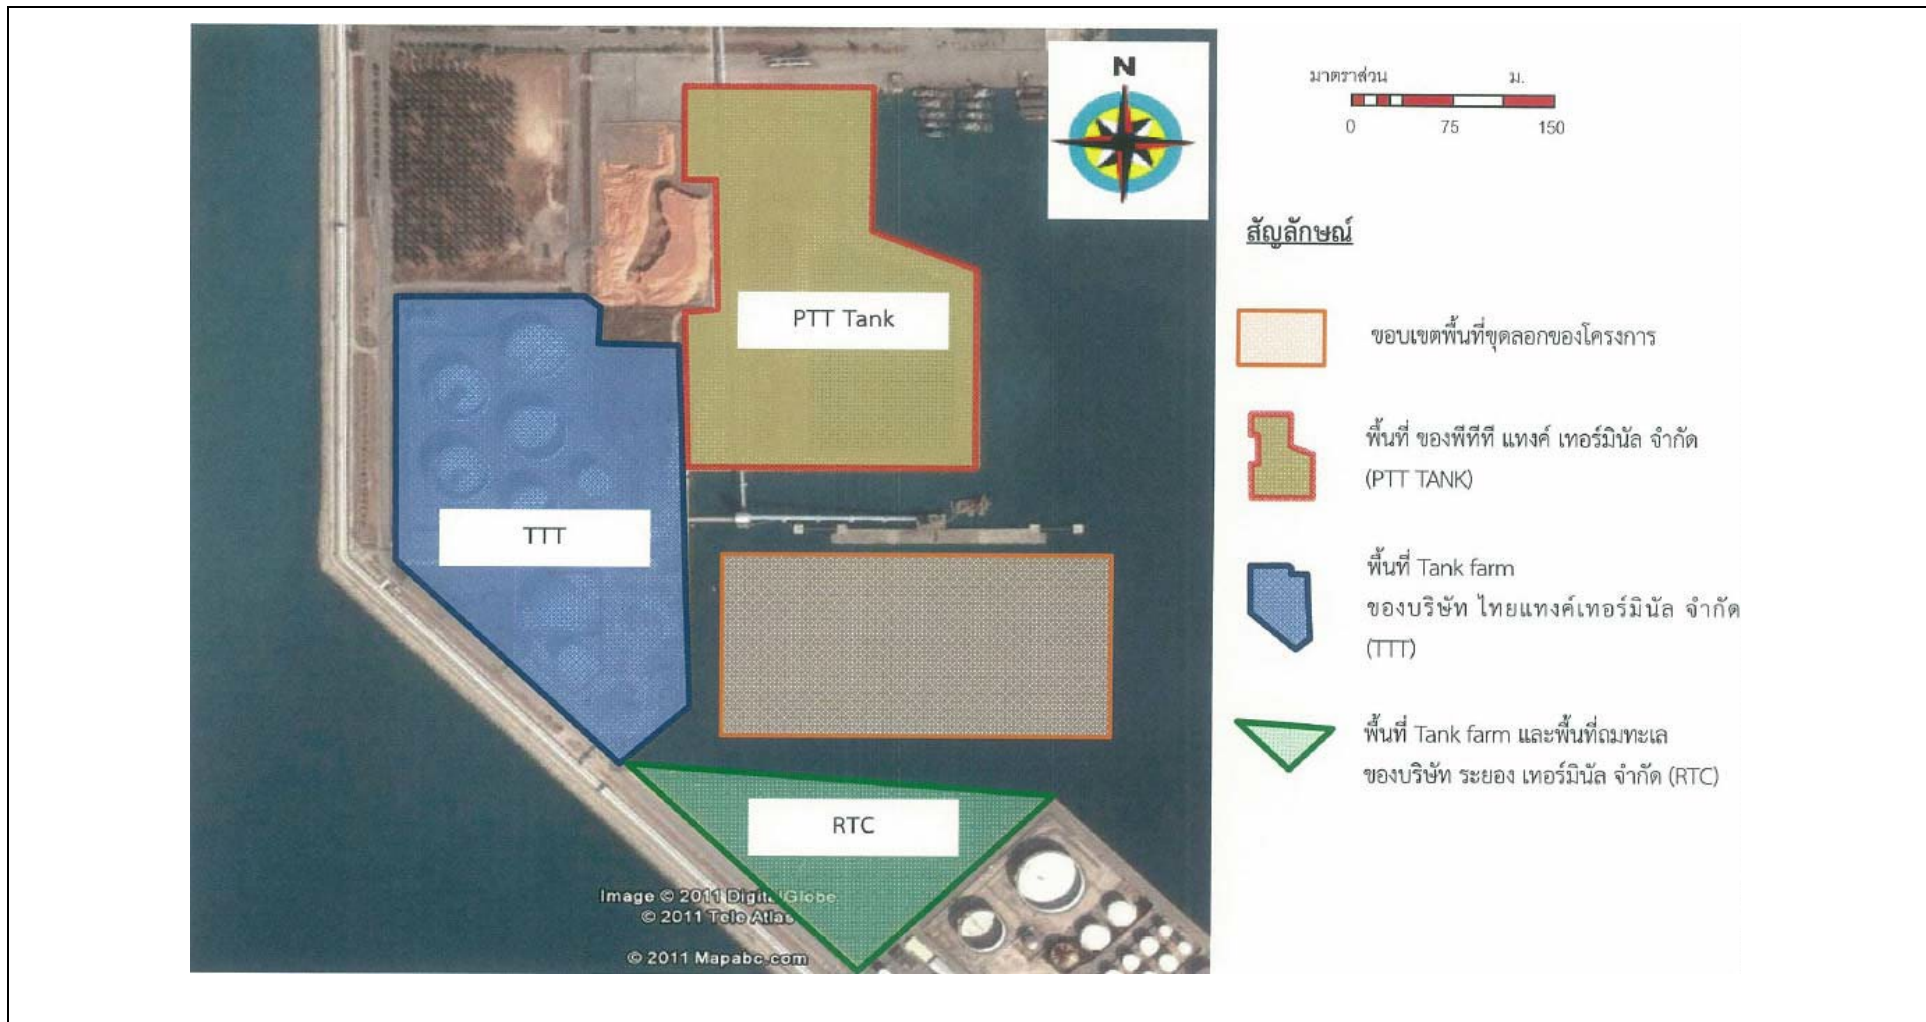 N
มาตราส่วน ม.
0 75 150
สัญลักษณ์
PTT Tank
TTT
RTC
ขอบเขตพื้นที่ขุดลอกของโครงการ
พื้นที่ ของพีทีที แทงค์ เทอร์มินัล จำกัด
(PTT TANK)
พื้นที่ Tank farm
ของบริษัท ไทยแทงค์เทอร์มินัล จำกัด
(TTT)
พื้นที่ Tank farm และพื้นที่ถมทะเล
ของบริษัท ระยอง เทอร์มินัล จำกัด (RTC)
Image © 2011 DigitalGlobe
© 2011 Tele Atlas
© 2011 Mapabc.com